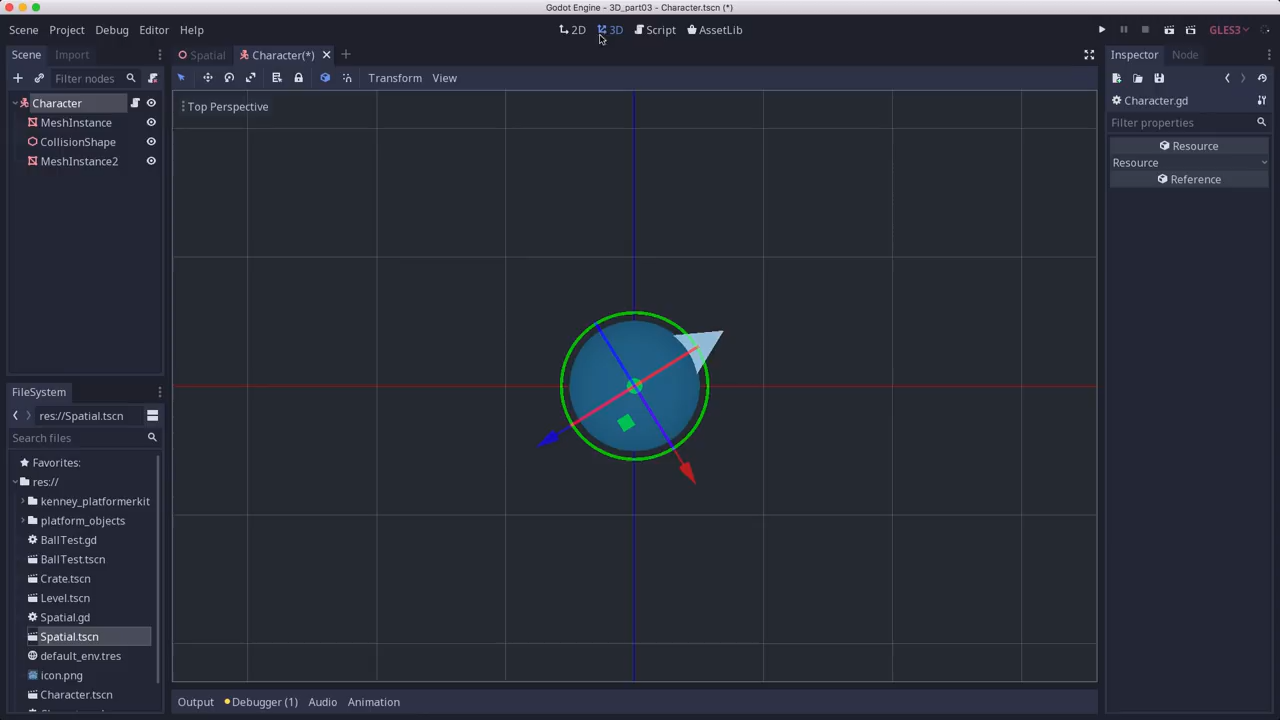 Godot Engine - 3D_part03 - Character.tscn (*)
Scene Project Debug Editor Help
2D 3D Script AssetLib
GLES3
Scene Import
Spatial Character(*)
Inspector Node
Filter nodes
Transform View
Character
MeshInstance
CollisionShape
MeshInstance2
Top Perspective
Character.gd
Filter properties
Resource
Resource
Reference
FileSystem
res://Spatial.tscn
Search files
Favorites:
res://
kenney_platformerkit
platform_objects
BallTest.gd
BallTest.tscn
Crate.tscn
Level.tscn
Spatial.gd
Spatial.tscn
default_env.tres
icon.png
Character.tscn
Output Debugger (1) Audio Animation